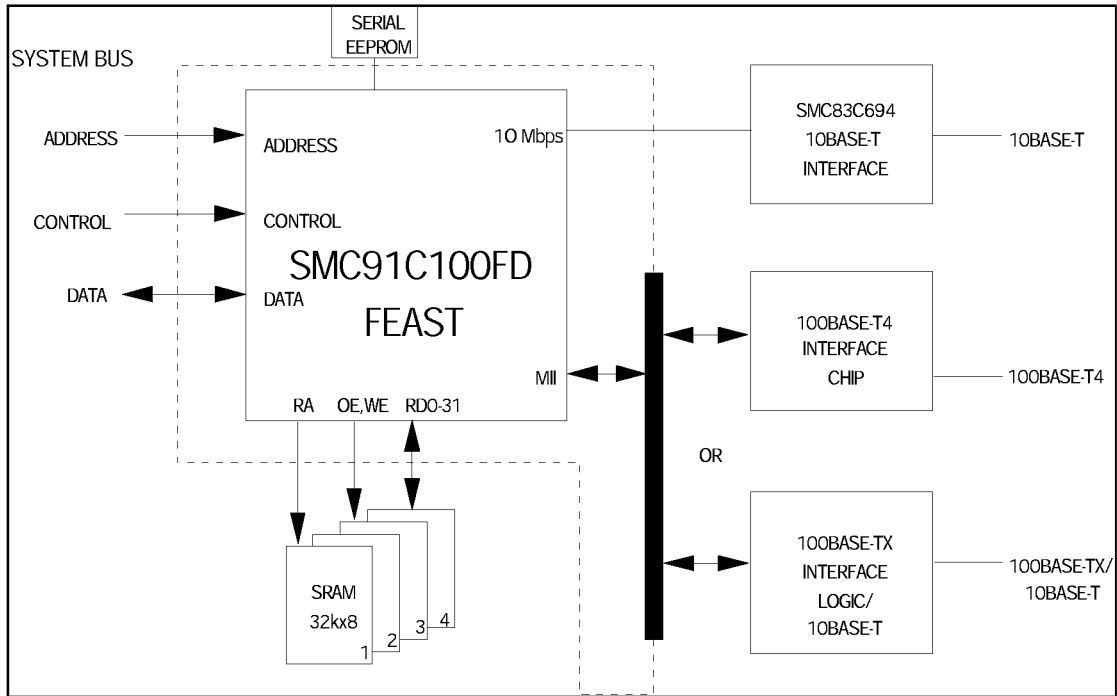 SERIAL
EEPROM
SYSTEM BUS
ADDRESS
CONTROL
DATA
ADDRESS
CONTROL
DATA
10 Mbps
SMC91C100FD
FEAST
MII
RA
OE,WE
RD0-31
SRAM
32kx8
1
2
3
4
SMC83C694
10BASE-T
INTERFACE
10BASE-T
100BASE-T4
INTERFACE
CHIP
100BASE-T4
OR
100BASE-TX
INTERFACE
LOGIC/
10BASE-T
100BASE-TX/
10BASE-T